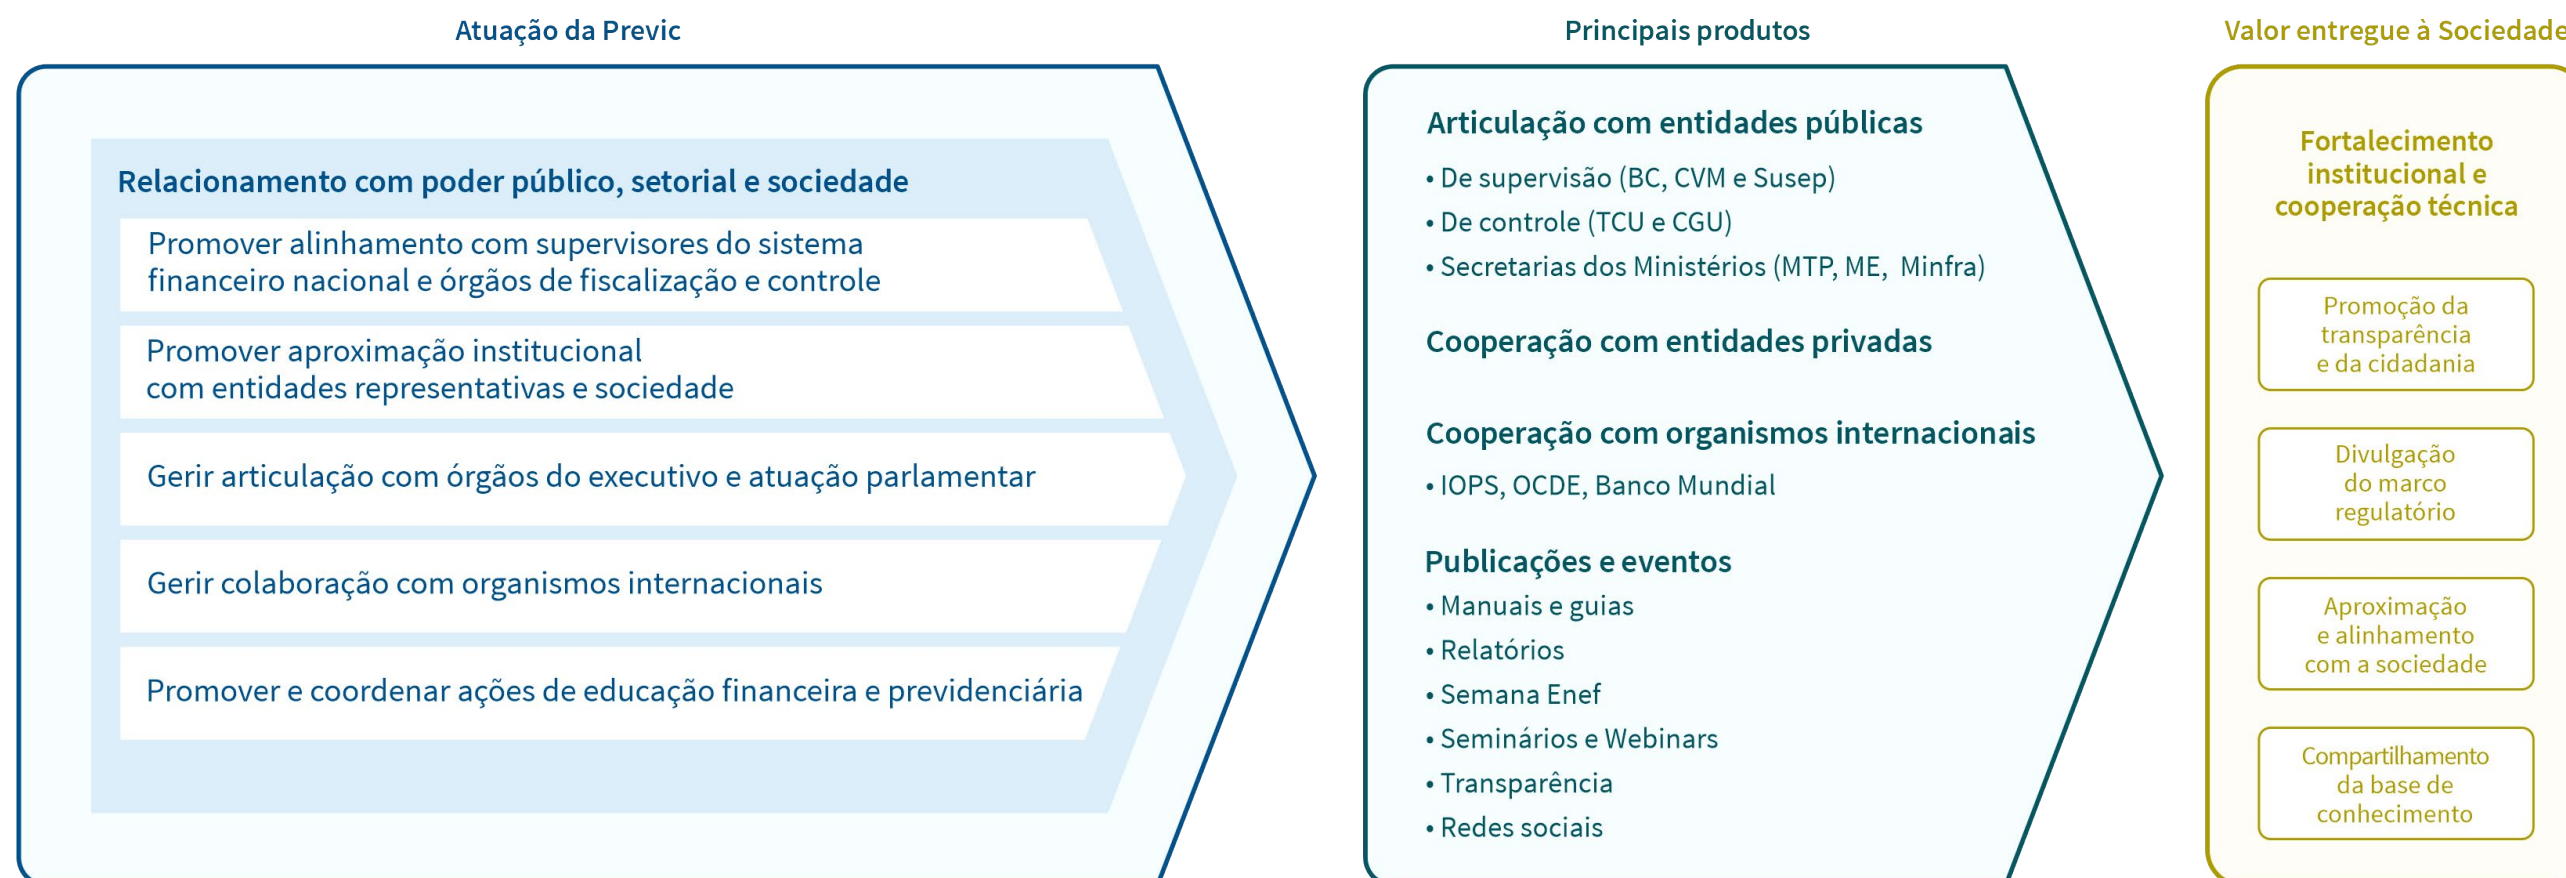 Atuação da Previc
Relacionamento com poder público, setorial e sociedade
Promover alinhamento com supervisores do sistema
financeiro nacional e órgãos de fiscalização e controle
Promover aproximação institucional
com entidades representativas e sociedade
Gerir articulação com órgãos do executivo e atuação parlamentar
Gerir colaboração com organismos internacionais
Promover e coordenar ações de educação financeira e previdenciária
Principais produtos
Articulação com entidades públicas
• De supervisão (BC, CVM e Susep)
• De controle (TCU e CGU)
• Secretarias dos Ministérios (MTP, ME, Minfra)
Cooperação com entidades privadas
Cooperação com organismos internacionais
• IOPS, OCDE, Banco Mundial
Publicações e eventos
• Manuais e guias
• Relatórios
• Semana Enef
• Seminários e Webinars
• Transparência
• Redes sociais
Valor entregue à Sociedade
Fortalecimento
institucional e
cooperação técnica
Promoção da
transparência
e da cidadania
Divulgação
do marco
regulatório
Aproximação
e alinhamento
com a sociedade
Compartilhamento
da base de
conhecimento